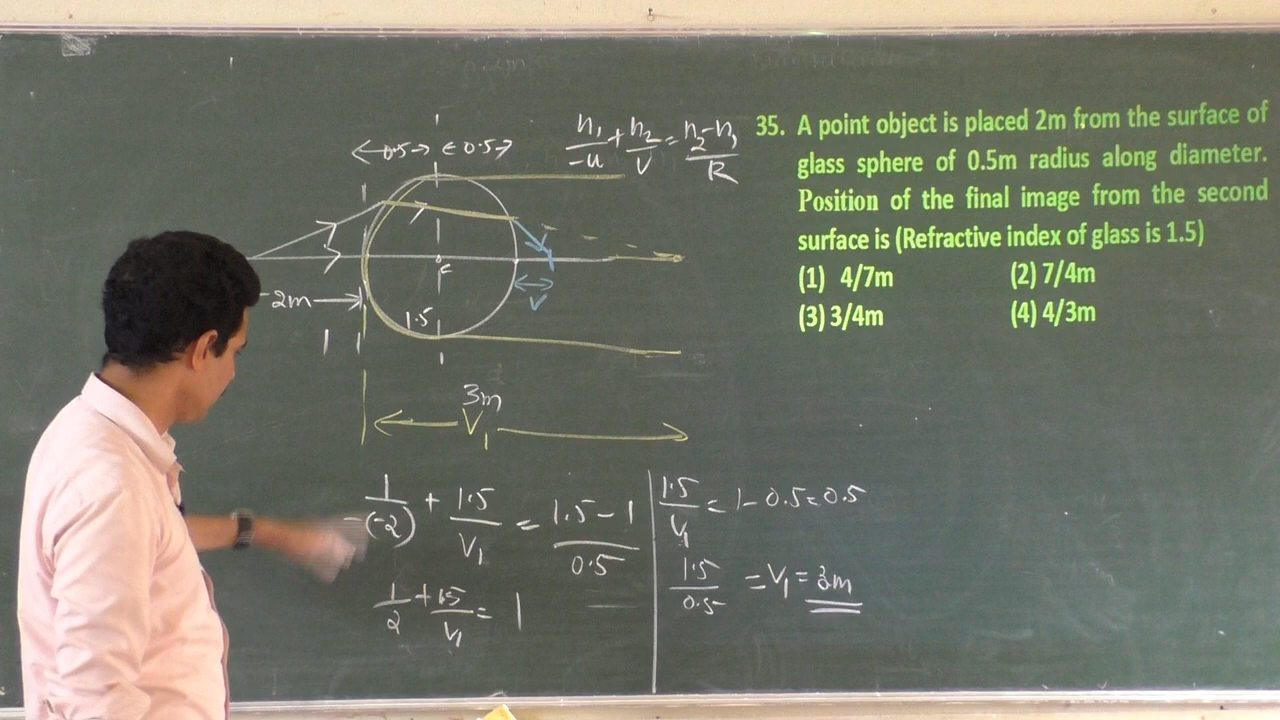 35. A point object is placed 2m from the surface of
glass sphere of 0.5m radius along diameter.
Position of the final image from the second
surface is (Refractive index of glass is 1.5)
(1) 4/7m (2) 7/4m
(3) 3/4m (4) 4/3m
0.5 0.5
n₁/-u + n₂/v = n₂-n₁/R
2m
c
v
1.5
3m
V₁
1/-(-2) + 1.5/V₁ = 1.5-1/0.5
1/2 + 1.5/V₁ = 1
1.5/V₁ = 1-0.5=0.5
1.5/0.5 = V₁ = 3m